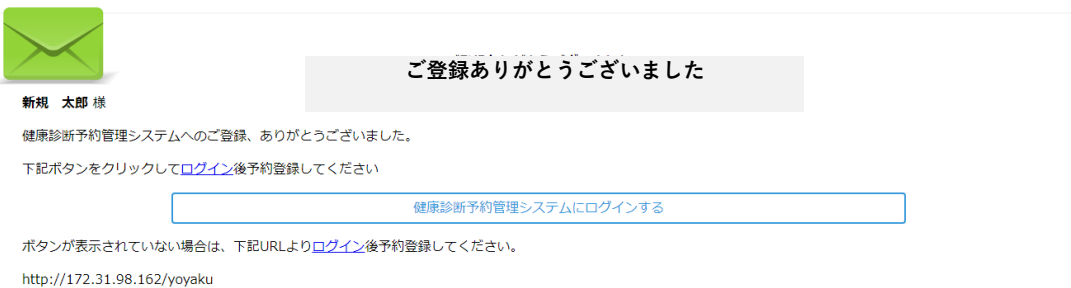 ご登録ありがとうございました
新規　太郎 様
健康診断予約管理システムへのご登録、ありがとうございました。
下記ボタンをクリックしてログイン後予約登録してください
健康診断予約管理システムにログインする
ボタンが表示されていない場合は、下記URLよりログイン後予約登録してください。
http://172.31.98.162/yoyaku